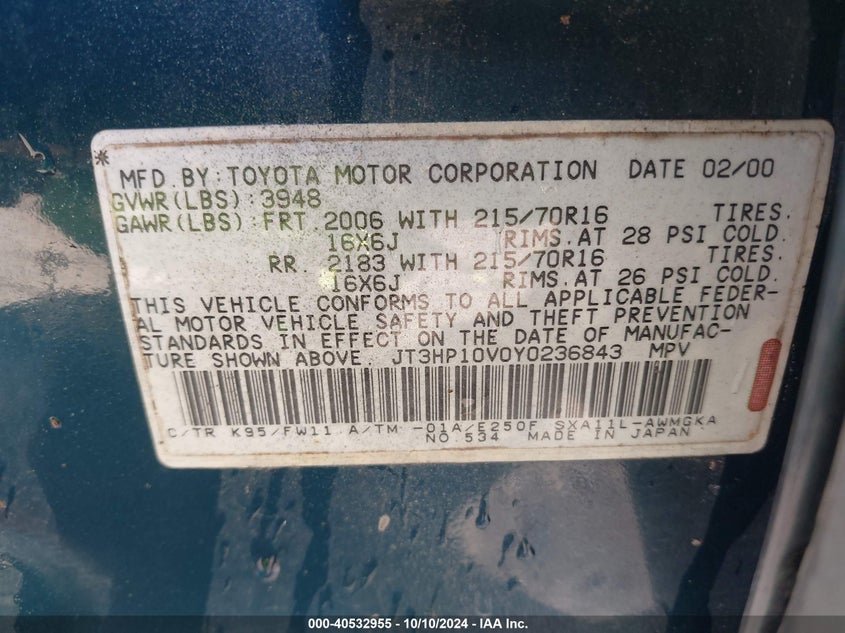 * MFD. BY: TOYOTA MOTOR CORPORATION DATE 02/00
GVWR(LBS): 3948
GAWR(LBS): FRT. 2006 WITH 215/70R16 TIRES.
16X6J RIMS. AT 28 PSI COLD.
RR. 2183 WITH 215/70R16 TIRES.
16X6J RIMS. AT 26 PSI COLD.
THIS VEHICLE CONFORMS TO ALL APPLICABLE FEDER-
AL MOTOR VEHICLE SAFETY AND THEFT PREVENTION
STANDARDS IN EFFECT ON THE DATE OF MANUFAC-
TURE SHOWN ABOVE. JT3HP10V0Y0236843 MPV
C/TR K95/FW11 A/TM -01A/E250F SXA11L-AWMGKA
NO.534 MADE IN JAPAN
000-40532955 - 10/10/2024 - IAA Inc.